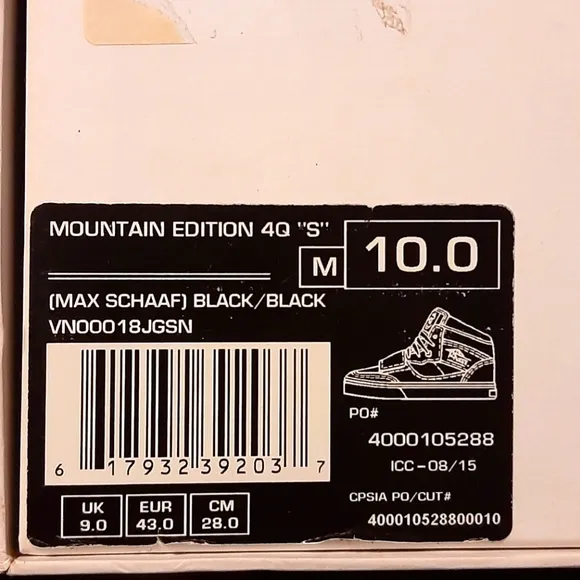 MOUNTAIN EDITION 4Q "S"
M 10.0
(MAX SCHAAF) BLACK/BLACK
VN00018JGSN
6 17932 39203 7
PO#
4000105288
ICC-08/15
CPSIA PO/CUT#
400010528800010
UK 9.0
EUR 43.0
CM 28.0